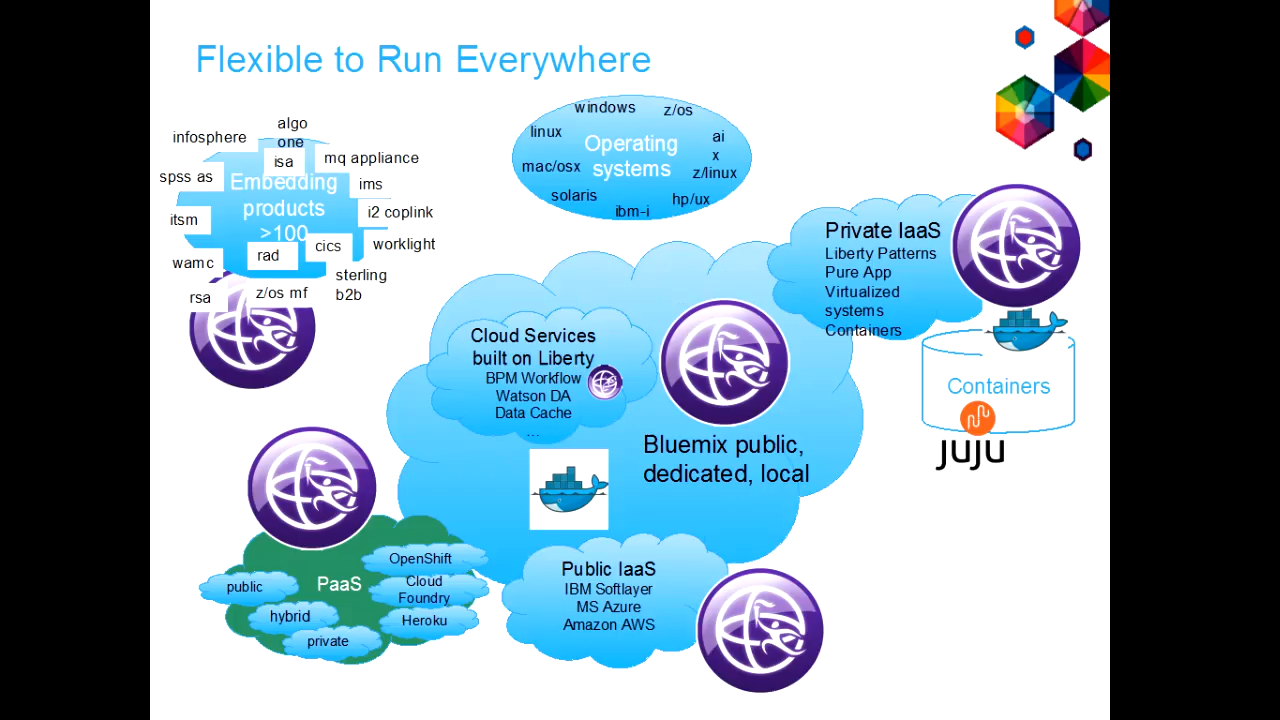 Flexible to Run Everywhere
infosphere
algo
one
isa
mq appliance
spss as
Embedding
products
>100
ims
itsm
i2 coplink
rad
cics
worklight
wamc
sterling
b2b
rsa
z/os mf
windows
z/os
linux
Operating
systems
ai
x
mac/osx
z/linux
solaris
hp/ux
ibm-i
Private IaaS
Liberty Patterns
Pure App
Virtualized
systems
Containers
Containers
juju
Cloud Services
built on Liberty
BPM Workflow
Watson DA
Data Cache
...
Bluemix public,
dedicated, local
PaaS
public
hybrid
private
OpenShift
Cloud
Foundry
Heroku
Public IaaS
IBM Softlayer
MS Azure
Amazon AWS